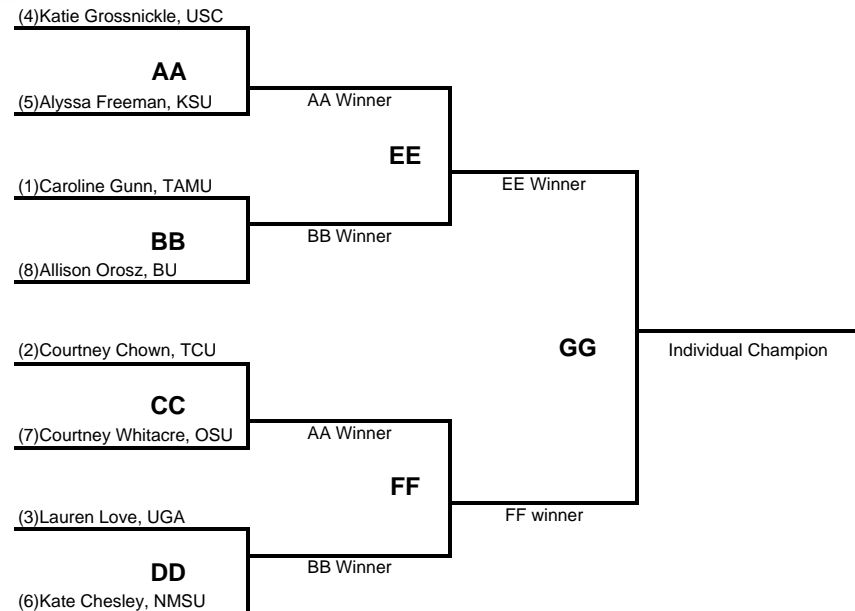 (4)Katie Grossnickle, USC
AA
(5)Alyssa Freeman, KSU
AA Winner
EE
(1)Caroline Gunn, TAMU
EE Winner
BB
BB Winner
(8)Allison Orosz, BU
(2)Courtney Chown, TCU
GG
Individual Champion
CC
(7)Courtney Whitacre, OSU
AA Winner
FF
(3)Lauren Love, UGA
FF winner
DD
BB Winner
(6)Kate Chesley, NMSU